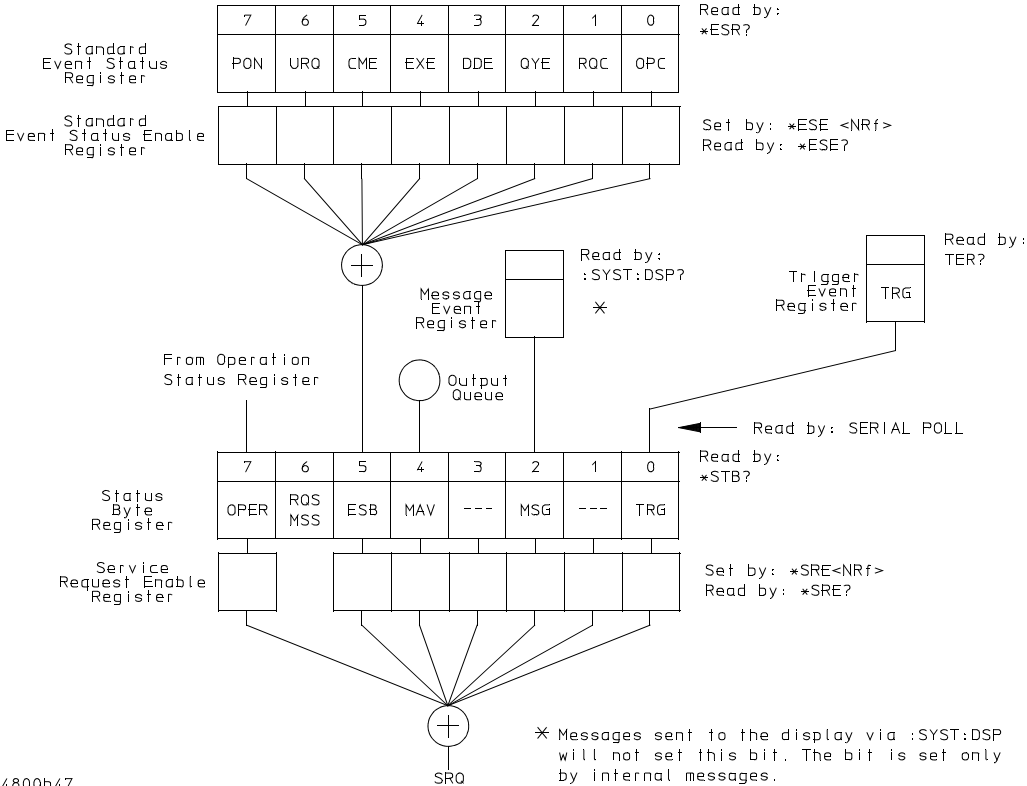 7 6 5 4 3 2 1 0
Read by:
*ESR?
Standard
Event Status
Register
PON URQ CME EXE DDE QYE RQC OPC
Standard
Event Status Enable
Register
Set by: *ESE <NRf>
Read by: *ESE?
+
Read by:
:SYST:DSP?
*
Message
Event
Register
Read by:
TER?
Trigger
Event
Register
TRG
From Operation
Status Register
Output
Queue
Read by: SERIAL POLL
7 6 5 4 3 2 1 0
Read by:
*STB?
Status
Byte
Register
OPER RQS MSS ESB MAV --- MSG --- TRG
Service
Request Enable
Register
Set by: *SRE<NRf>
Read by: *SRE?
+
SRQ
* Messages sent to the display via :SYST:DSP
will not set this bit. The bit is set only
by internal messages.